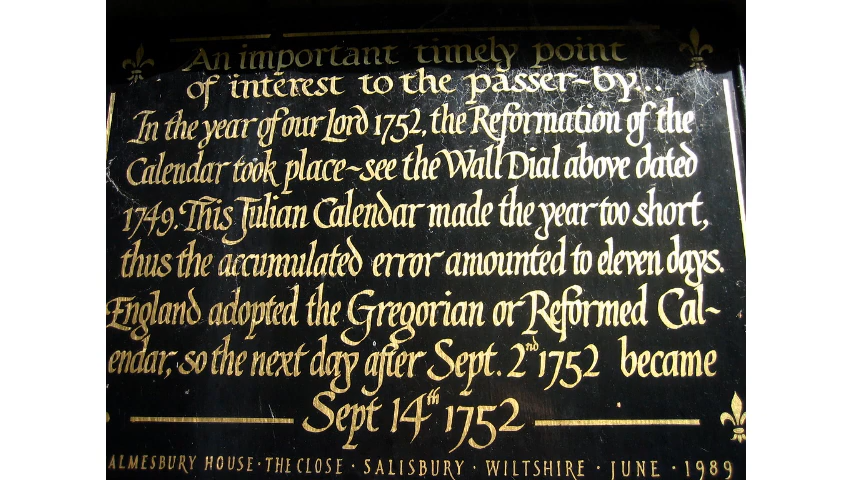 An important timely point
of interest to the passer-by...
In the year of our Lord 1752, the Reformation of the
Calendar took place~see the Wall Dial above dated
1749. This Julian Calendar made the year too short,
thus the accumulated error amounted to eleven days.
England adopted the Gregorian or Reformed Cal-
endar, so the next day after Sept. 2nd 1752 became
Sept 14th 1752
ALMESBURY HOUSE · THE CLOSE · SALISBURY · WILTSHIRE · JUNE · 1989